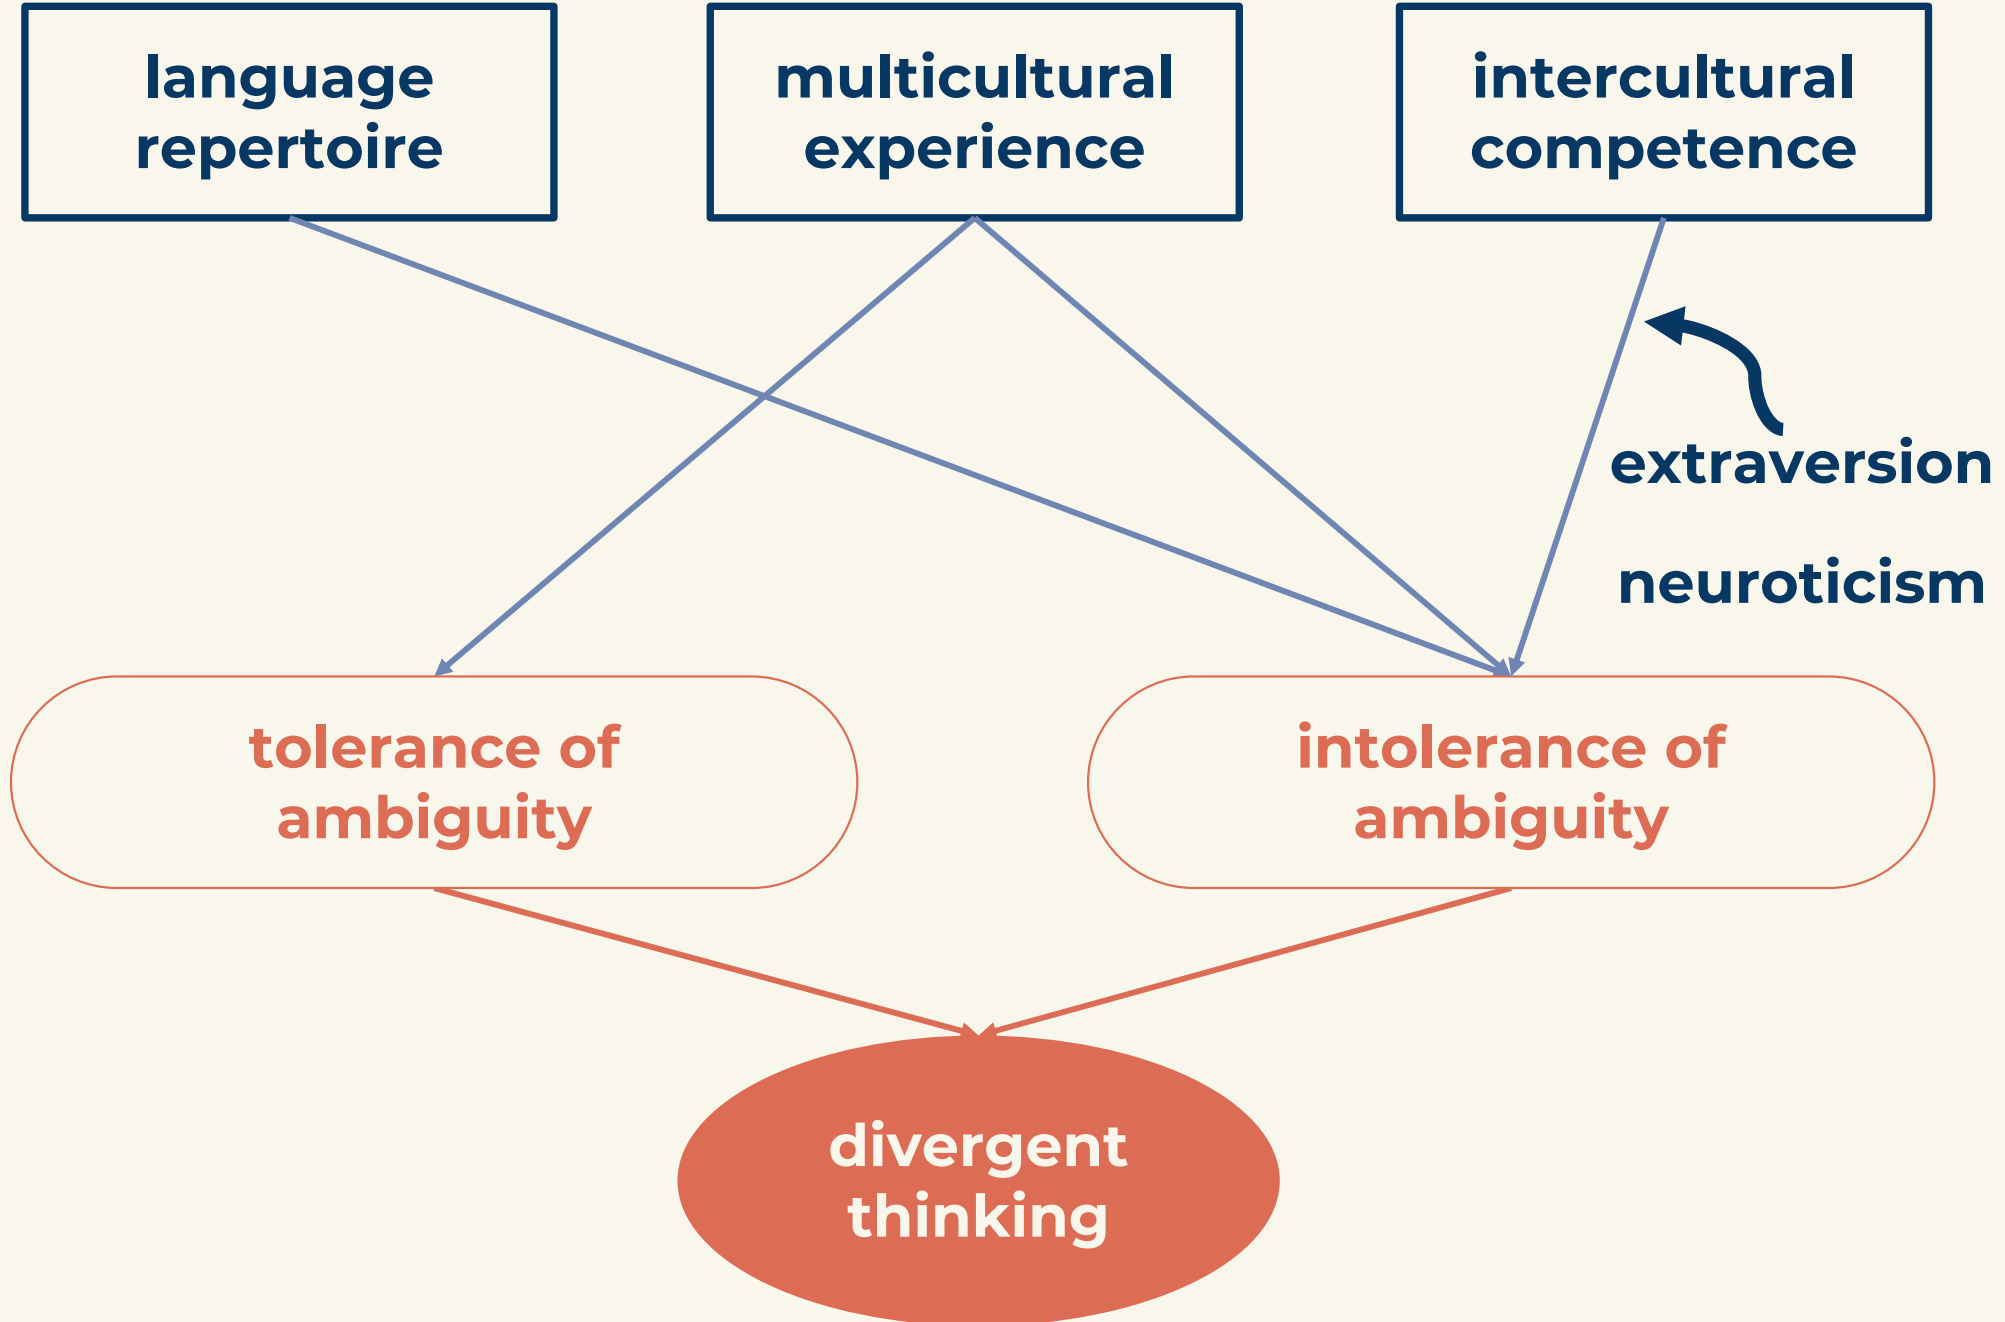 language
repertoire
multicultural
experience
intercultural
competence
extraversion
neuroticism
tolerance of
ambiguity
intolerance of
ambiguity
divergent
thinking